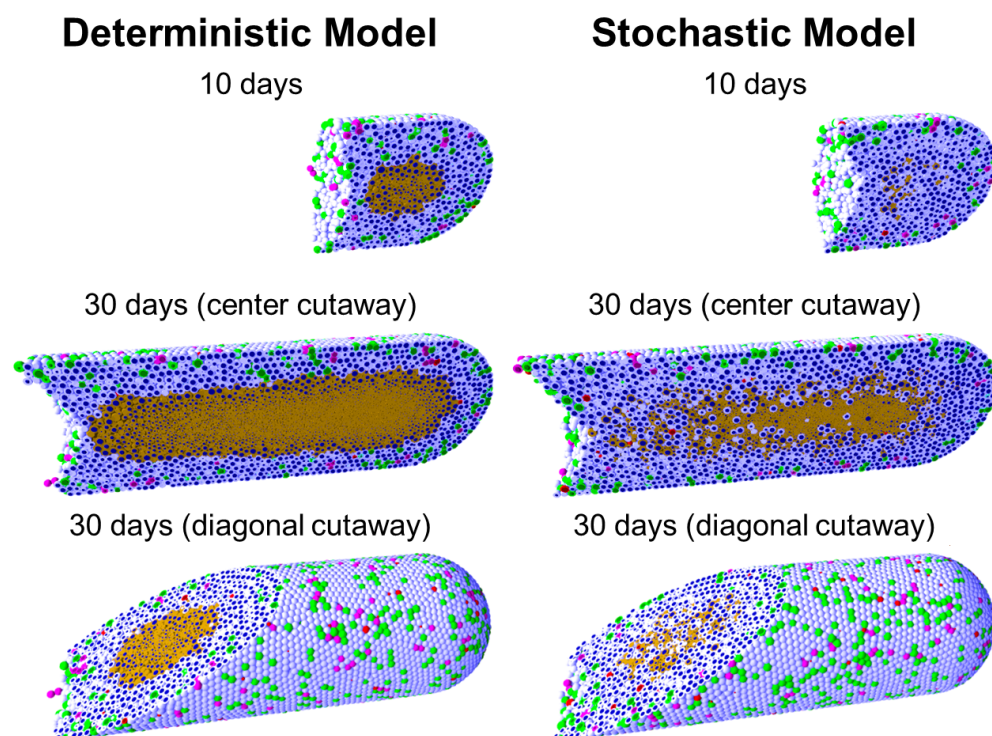 Deterministic Model
Stochastic Model
10 days
10 days
30 days (center cutaway)
30 days (center cutaway)
30 days (diagonal cutaway)
30 days (diagonal cutaway)